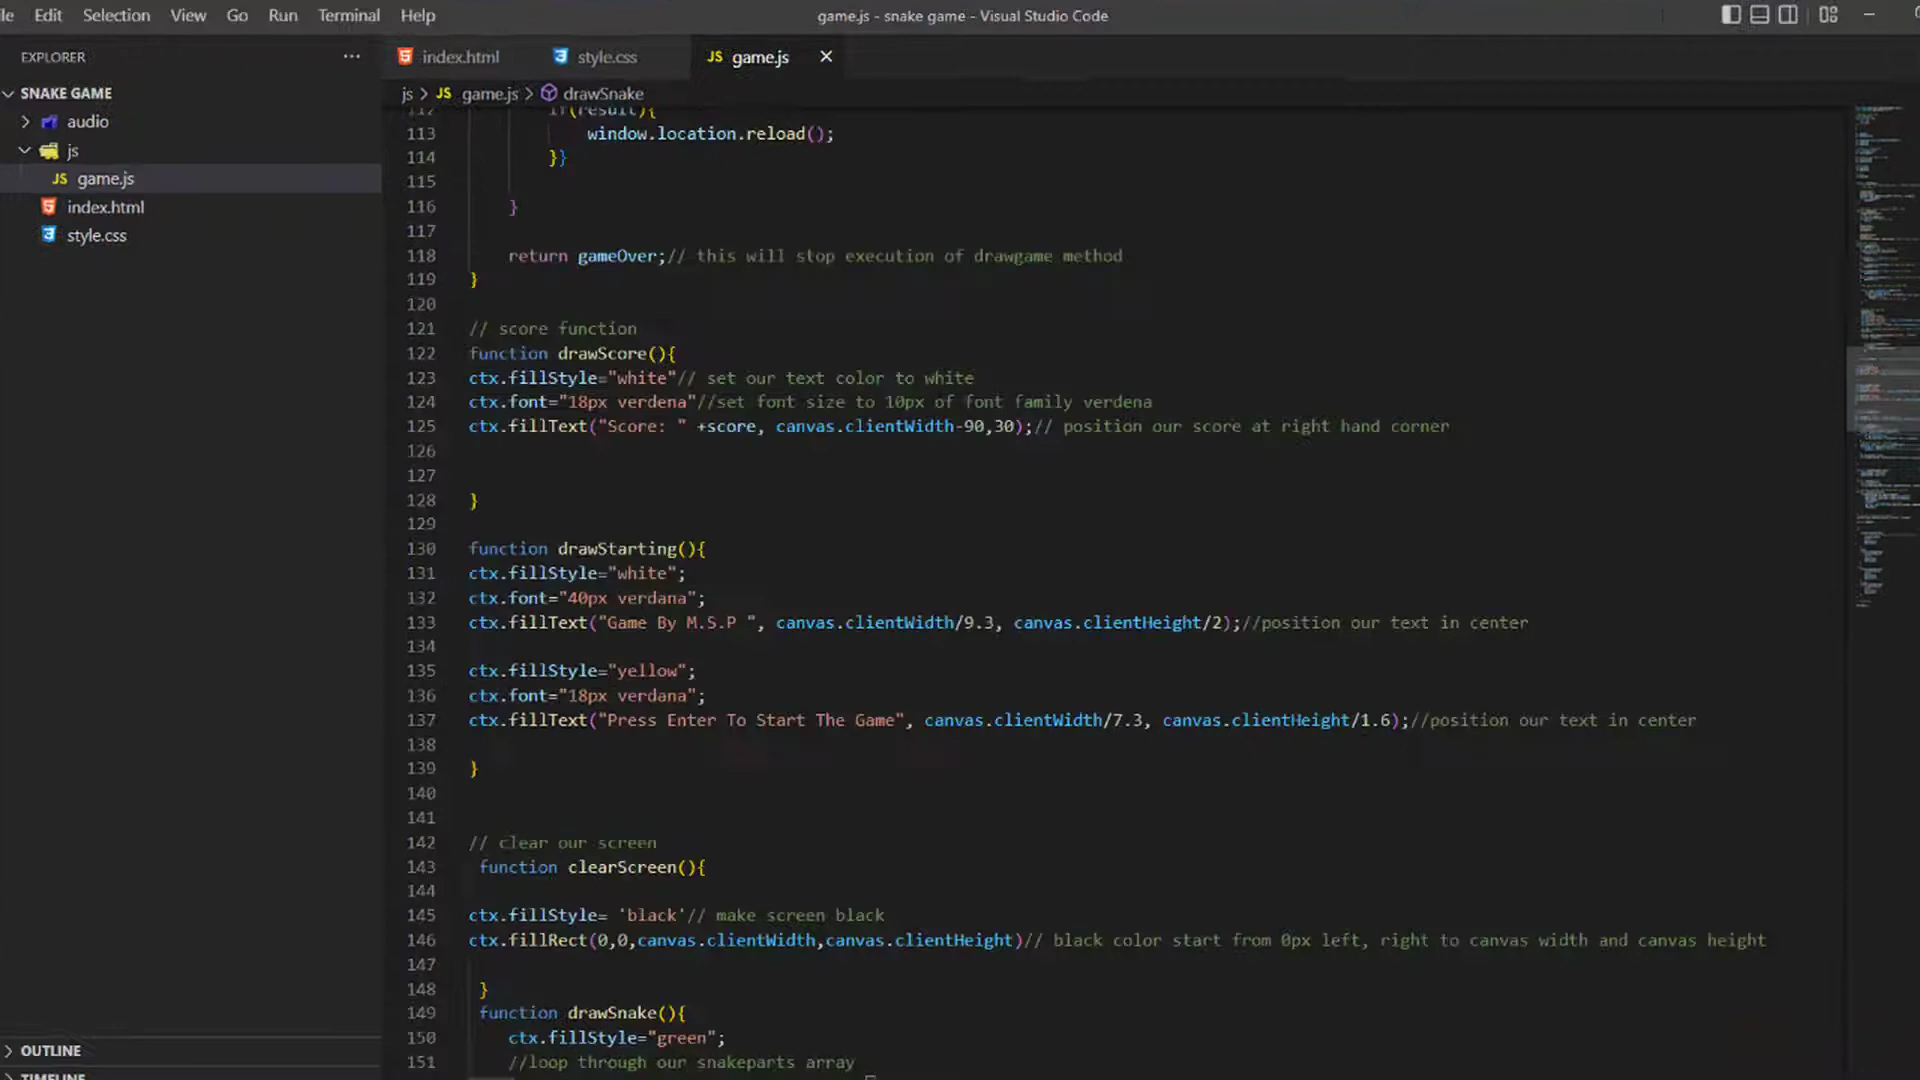 Edit Selection View Go Run Terminal Help
game.js - snake game - Visual Studio Code
EXPLORER
SNAKE GAME
audio
js
JS game.js
index.html
style.css
OUTLINE
TIMELINE
index.html
style.css
JS game.js
js > JS game.js > drawSnake
112 if(result){
113 window.location.reload();
114 }}
115
116 }
117
118 return gameOver;// this will stop execution of drawgame method
119 }
120
121 // score function
122 function drawScore(){
123 ctx.fillStyle="white"// set our text color to white
124 ctx.font="18px verdena"//set font size to 10px of font family verdena
125 ctx.fillText("Score: " +score, canvas.clientWidth-90,30);// position our score at right hand corner
126
127
128 }
129
130 function drawStarting(){
131 ctx.fillStyle="white";
132 ctx.font="40px verdana";
133 ctx.fillText("Game By M.S.P ", canvas.clientWidth/9.3, canvas.clientHeight/2);//position our text in center
134
135 ctx.fillStyle="yellow";
136 ctx.font="18px verdana";
137 ctx.fillText("Press Enter To Start The Game", canvas.clientWidth/7.3, canvas.clientHeight/1.6);//position our text in center
138
139 }
140
141
142 // clear our screen
143 function clearScreen(){
144
145 ctx.fillStyle= 'black'// make screen black
146 ctx.fillRect(0,0,canvas.clientWidth,canvas.clientHeight)// black color start from 0px left, right to canvas width and canvas height
147
148 }
149 function drawSnake(){
150 ctx.fillStyle="green";
151 //loop through our snakeparts array